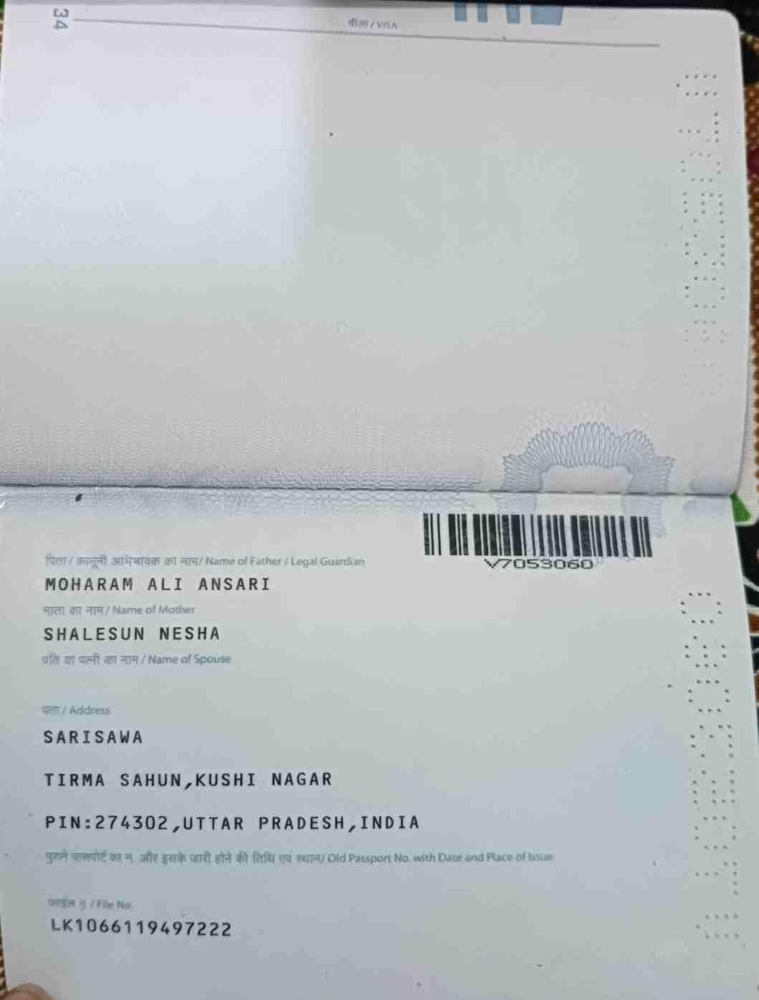 34
वीज़ा / VISA
V7053060
पिता / कानूनी अभिभावक का नाम / Name of Father / Legal Guardian
MOHARAM ALI ANSARI
माता का नाम / Name of Mother
SHALESUN NESHA
पति या पत्नी का नाम / Name of Spouse
पता / Address
SARISAWA
TIRMA SAHUN,KUSHI NAGAR
PIN:274302,UTTAR PRADESH,INDIA
पुराने पासपोर्ट का न. और इसके जारी होने की तिथि एवं स्थान / Old Passport No. with Date and Place of Issue
फाईल न. / File No.
LK1066119497222